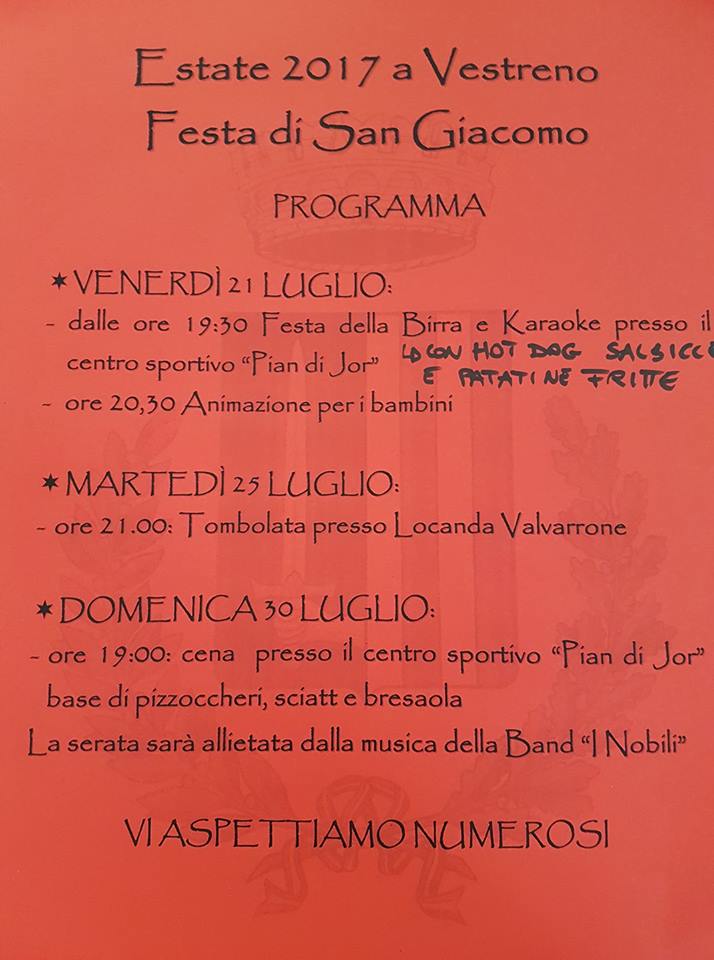 Estate 2017 a Vestreno
Festa di San Giacomo
PROGRAMMA
✶ VENERDÌ 21 LUGLIO:
- dalle ore 19:30 Festa della Birra e Karaoke presso il
centro sportivo “Pian di Jor” ↳ CON HOT DOG SALSICCE
E PATATINE FRITTE
- ore 20,30 Animazione per i bambini
✶ MARTEDÌ 25 LUGLIO:
- ore 21.00: Tombolata presso Locanda Valvarrone
✶ DOMENICA 30 LUGLIO:
- ore 19:00: cena presso il centro sportivo “Pian di Jor”
base di pizzoccheri, sciatt e bresaola
La serata sarà allietata dalla musica della Band “I Nobili”
VI ASPETTIAMO NUMEROSI